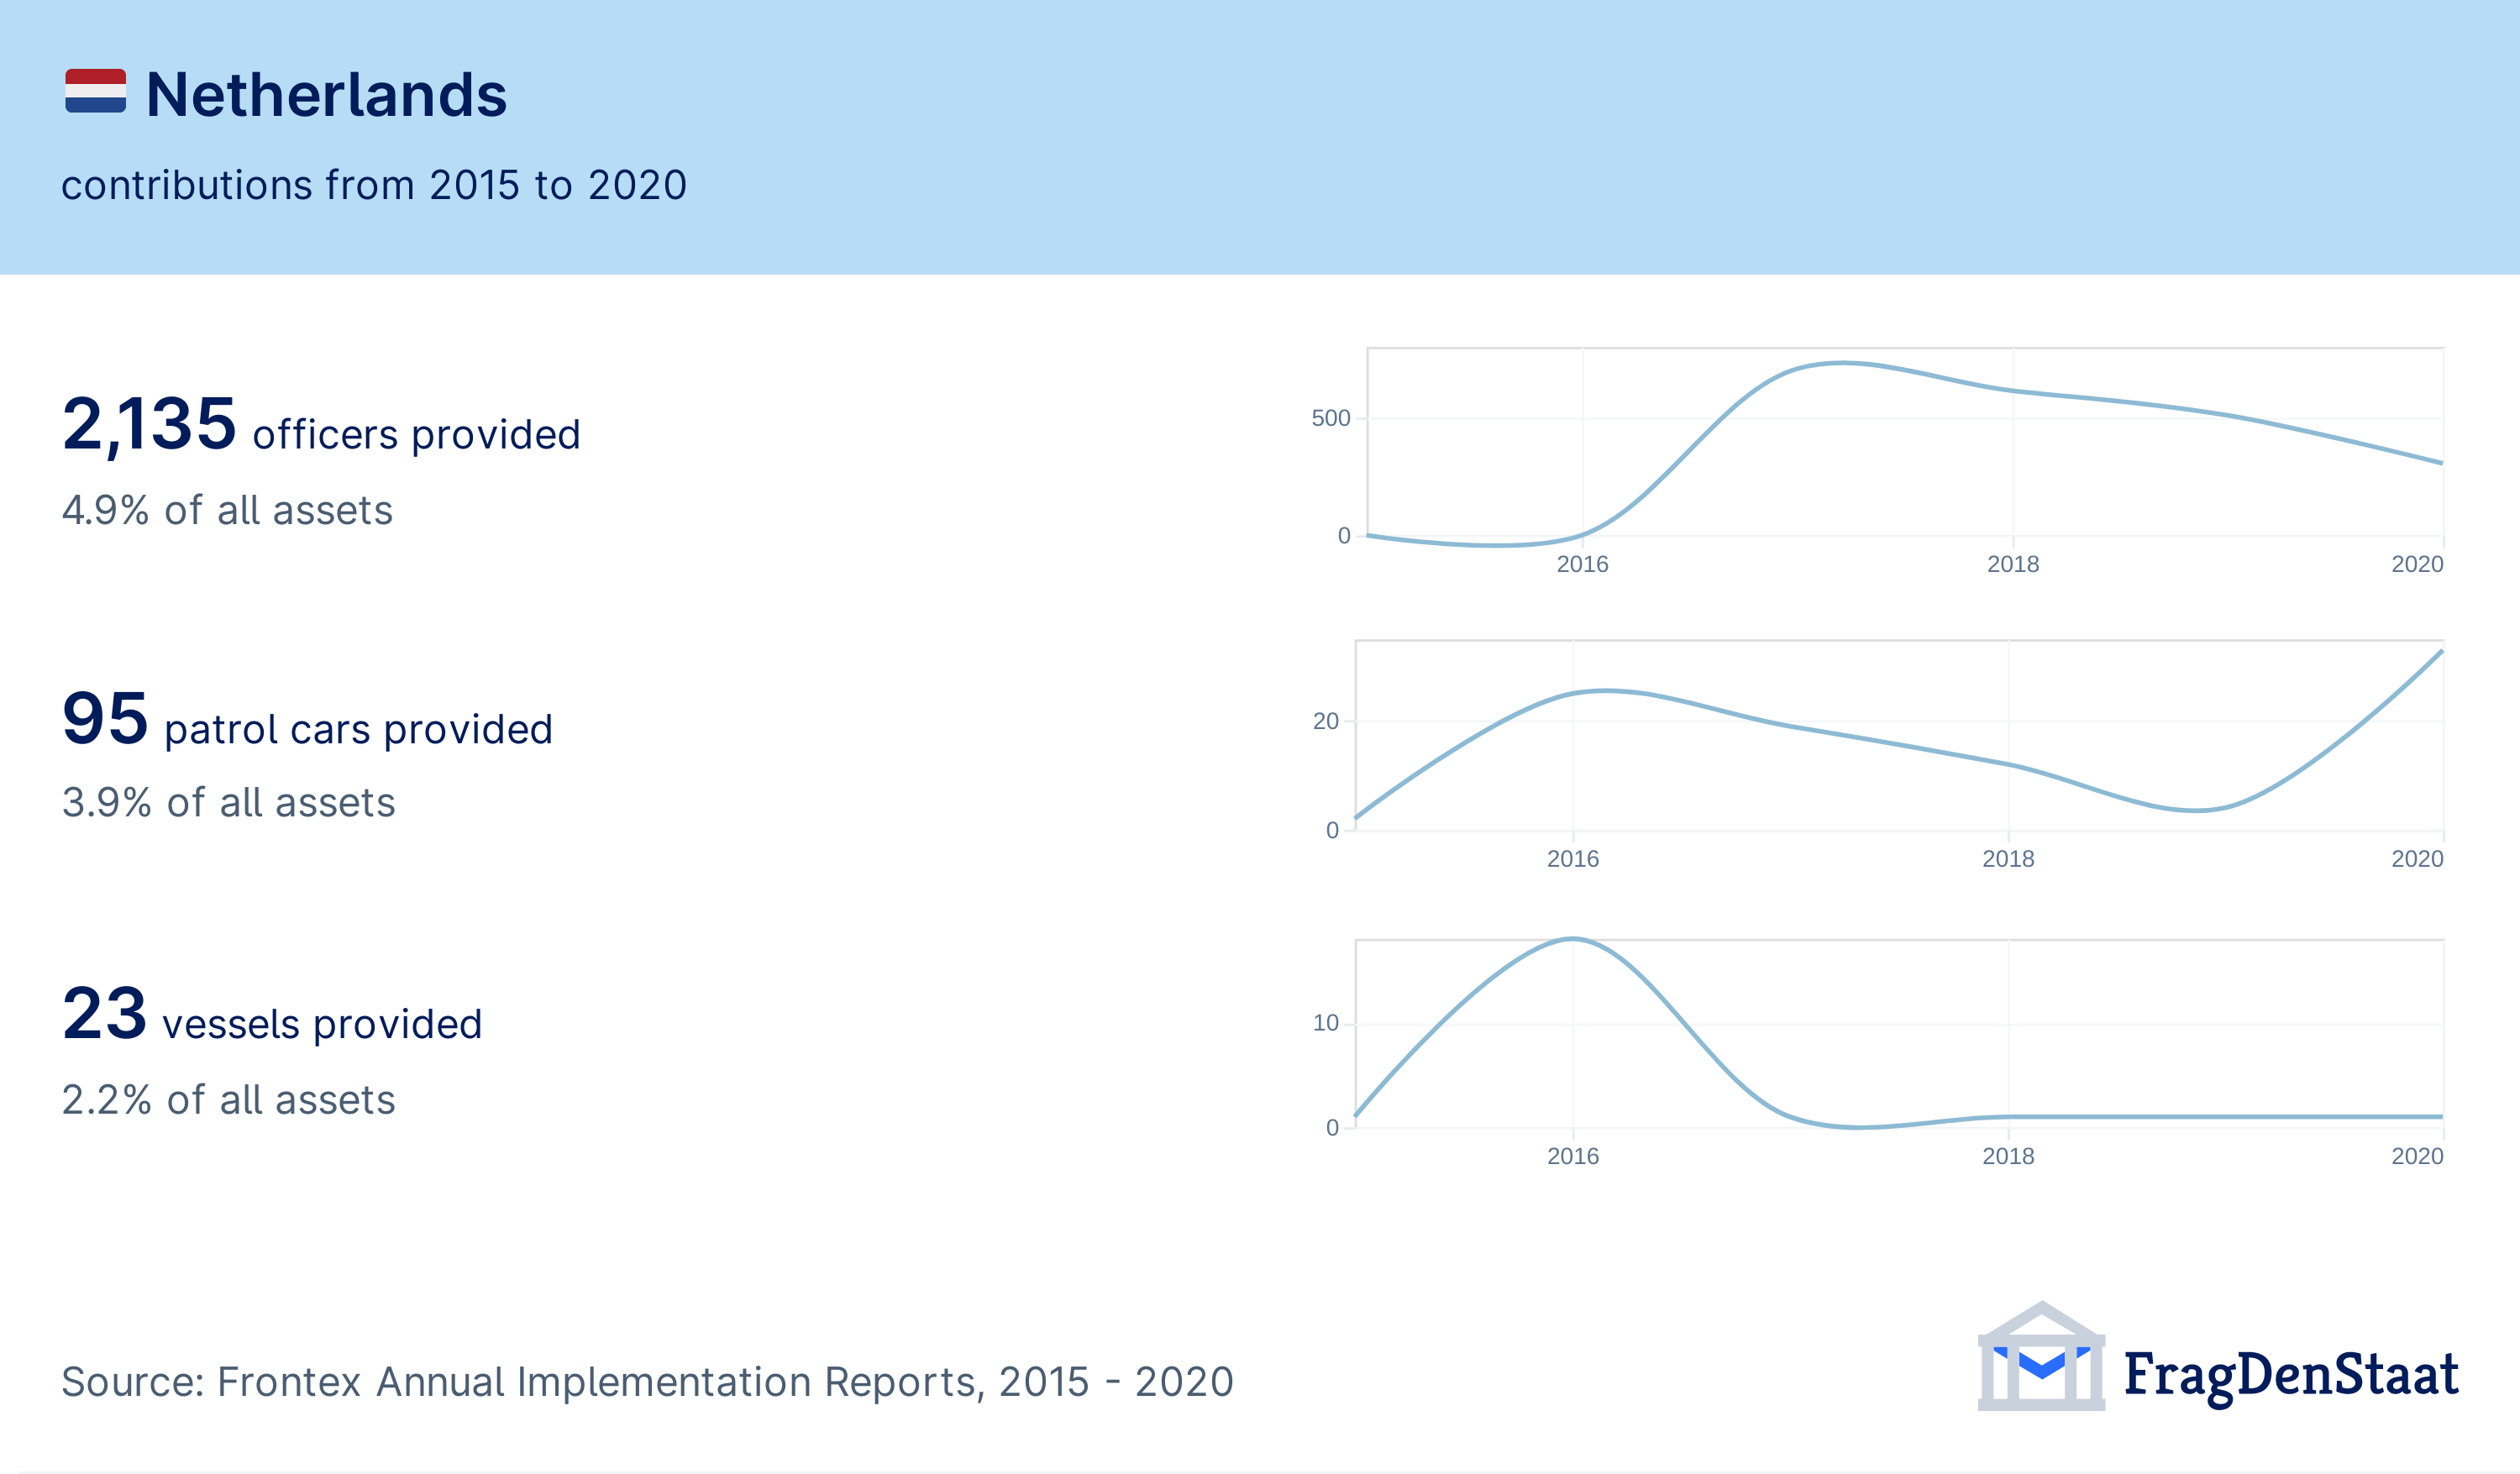 Netherlands
contributions from 2015 to 2020
2,135 officers provided
4.9% of all assets
500
0
2016 2018 2020
95 patrol cars provided
3.9% of all assets
20
0
2016 2018 2020
23 vessels provided
2.2% of all assets
10
0
2016 2018 2020
Source: Frontex Annual Implementation Reports, 2015 - 2020
FragDenStaat